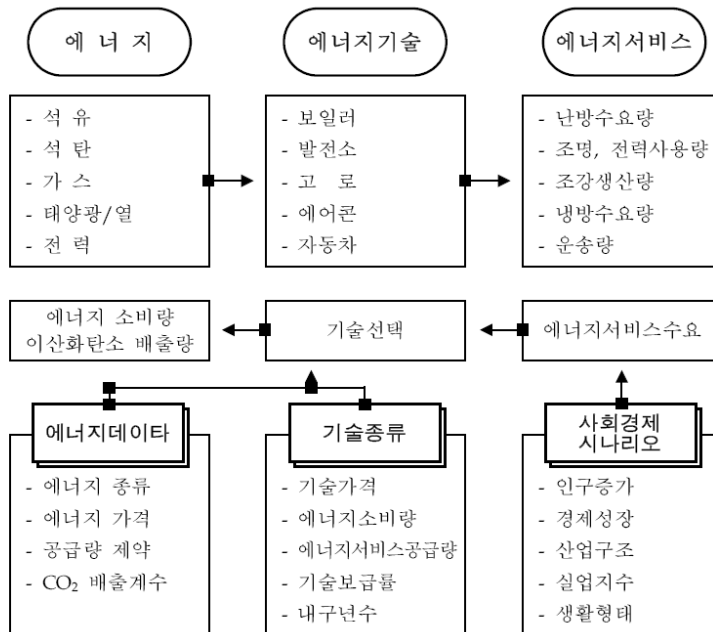 에 너 지
에너지기술
에너지서비스
- 석 유
- 석 탄
- 가 스
- 태양광/열
- 전 력
- 보일러
- 발전소
- 고 로
- 에어콘
- 자동차
- 난방수요량
- 조명, 전력사용량
- 조강생산량
- 냉방수요량
- 운송량
에너지 소비량
이산화탄소 배출량
기술선택
에너지서비스수요
에너지데이타
- 에너지 종류
- 에너지 가격
- 공급량 제약
- CO₂ 배출계수
기술종류
- 기술가격
- 에너지소비량
- 에너지서비스공급량
- 기술보급률
- 내구년수
사회경제
시나리오
- 인구증가
- 경제성장
- 산업구조
- 실업지수
- 생활형태